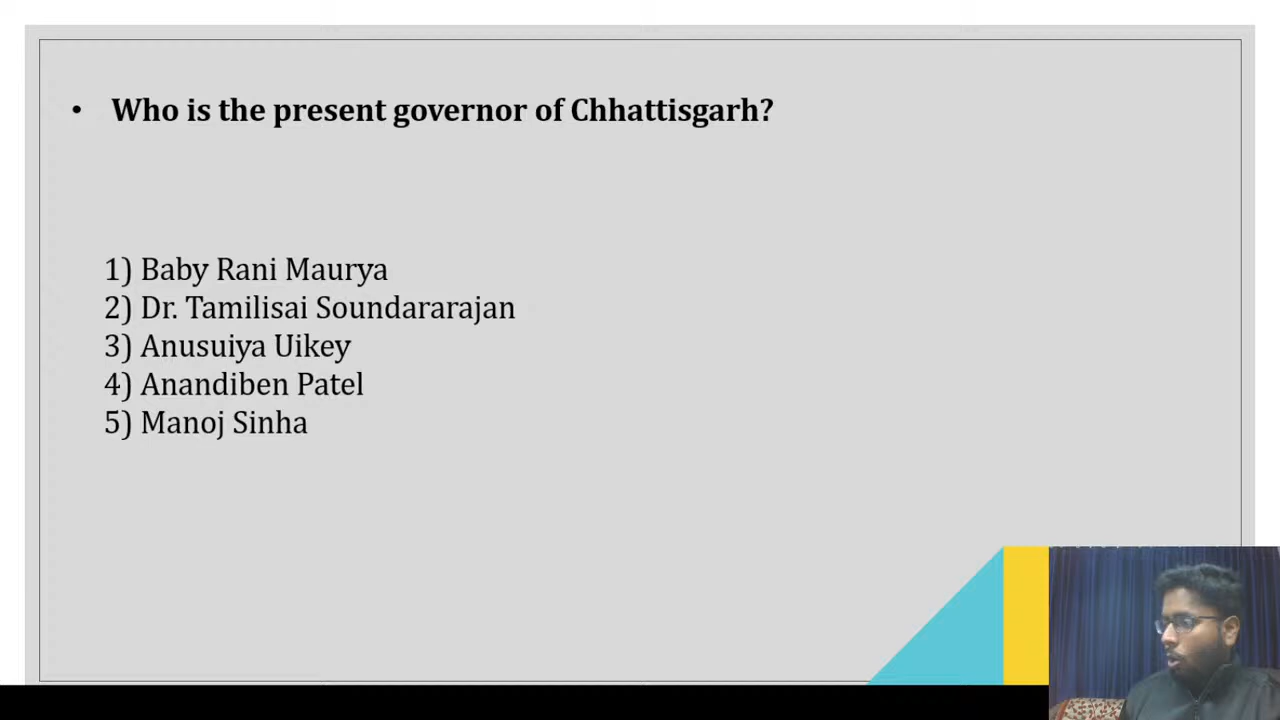 • Who is the present governor of Chhattisgarh?
1) Baby Rani Maurya
2) Dr. Tamilisai Soundararajan
3) Anusuiya Uikey
4) Anandiben Patel
5) Manoj Sinha